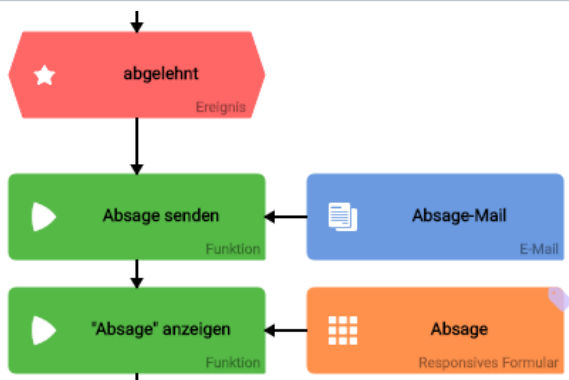 abgelehnt
Ereignis
Absage senden
Funktion
Absage-Mail
E-Mail
"Absage" anzeigen
Funktion
Absage
Responsives Formular